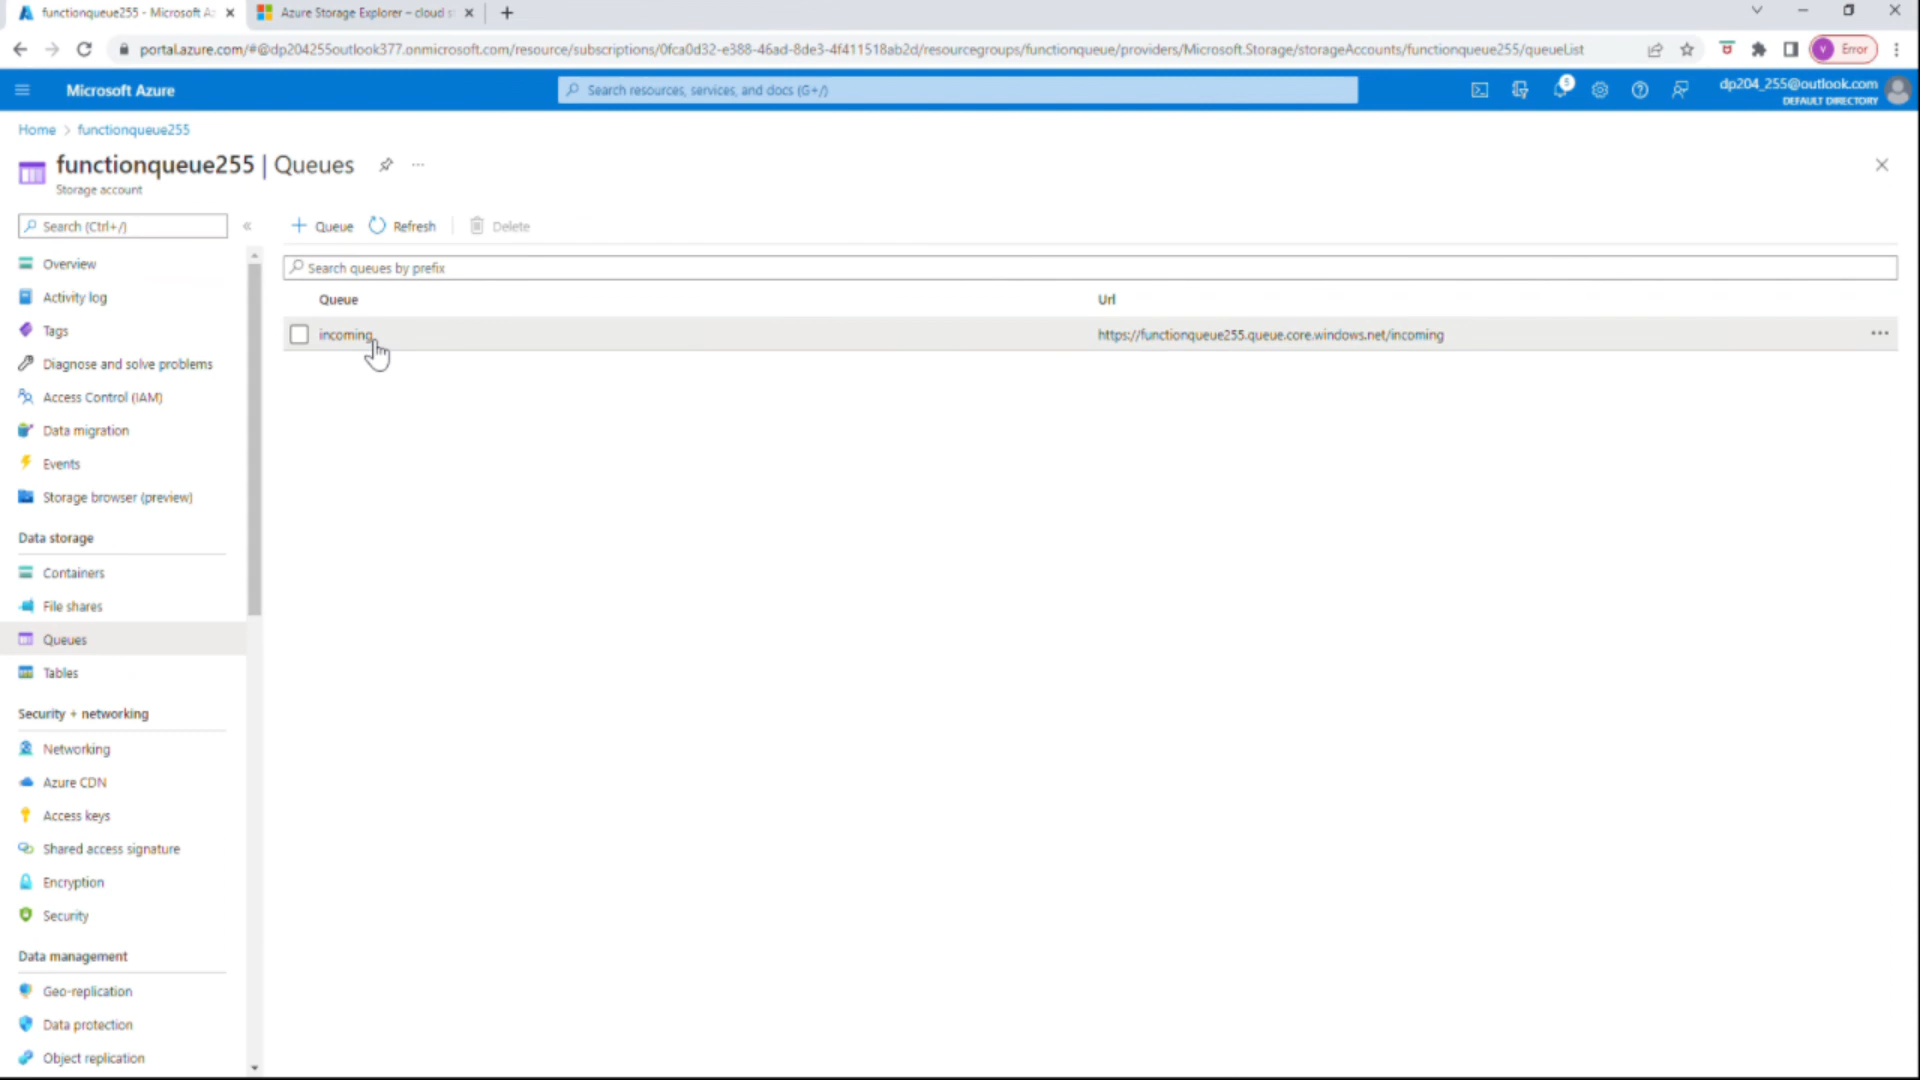 functionqueue255 - Microsoft Az
Azure Storage Explorer – cloud s
portal.azure.com/#@dp204255outlook377.onmicrosoft.com/resource/subscriptions/0fca0d32-e388-46ad-8de3-4f411518ab2d/resourcegroups/functionqueue/providers/Microsoft.Storage/storageAccounts/functionqueue255/queueList
V Error
Microsoft Azure
Search resources, services, and docs (G+/)
5
dp204_255@outlook.com
DEFAULT DIRECTORY
Home > functionqueue255
functionqueue255 | Queues
Storage account
Search (Ctrl+/)
Queue
Refresh
Delete
Overview
Activity log
Tags
Diagnose and solve problems
Access Control (IAM)
Data migration
Events
Storage browser (preview)
Data storage
Containers
File shares
Queues
Tables
Security + networking
Networking
Azure CDN
Access keys
Shared access signature
Encryption
Security
Data management
Geo-replication
Data protection
Object replication
Search queues by prefix
Queue Url
incoming https://functionqueue255.queue.core.windows.net/incoming